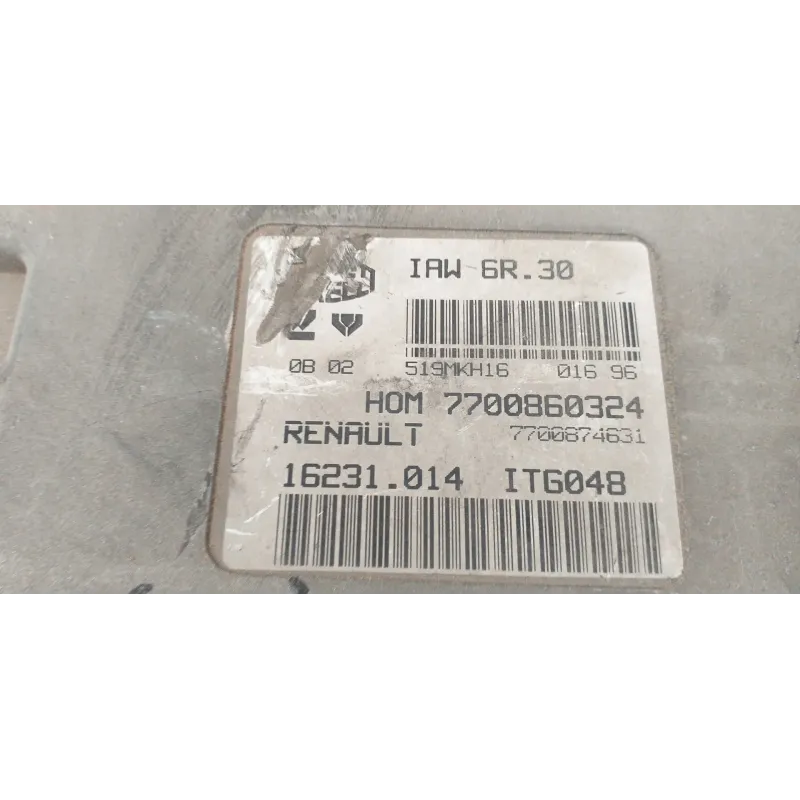 IAW 6R.30
0B 02
519MKH16 016 96
HOM 7700860324
RENAULT 7700874631
16231.014 ITG048